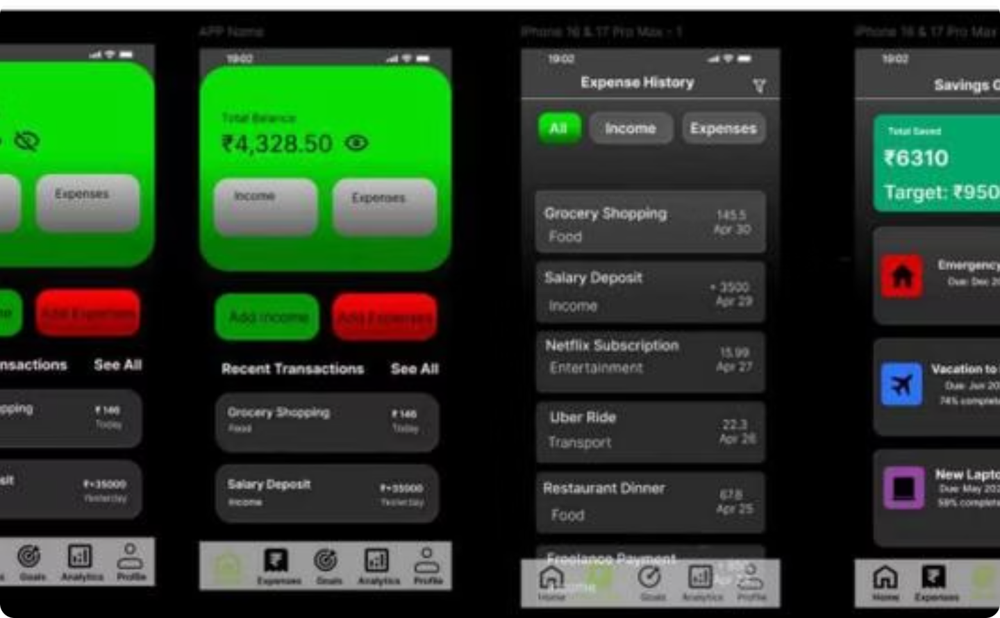 APP Name
iPhone 16 & 17 Pro Max - 1
iPhone 16 & 17 Pro Max
Expenses
Add Expenses
nsactions
See All
pping
₹ 146
Today
sit
₹+35000
Yesterday
Goals
Analytics
Profile
19:02
Total Balance
₹4,328.50
Income
Expenses
Add Income
Add Expenses
Recent Transactions
See All
Grocery Shopping
₹ 146
Food
Today
Salary Deposit
₹+35000
Income
Yesterday
Expenses
Goals
Analytics
Profile
19:02
Expense History
All
Income
Expenses
Grocery Shopping
145.5
Food
Apr 30
Salary Deposit
+ 3500
Income
Apr 29
Netflix Subscription
15.99
Entertainment
Apr 27
Uber Ride
22.3
Transport
Apr 26
Restaurant Dinner
67.8
Food
Apr 25
Freelance Payment
Home
Goals
Analytics
Profile
19:02
Savings G
Total Saved
₹6310
Target: ₹950
Emergency
Due: Dec 20
Vacation to
Due: Jun 20
74% complete
New Lapto
Due: May 202
59% complete
Home
Expenses